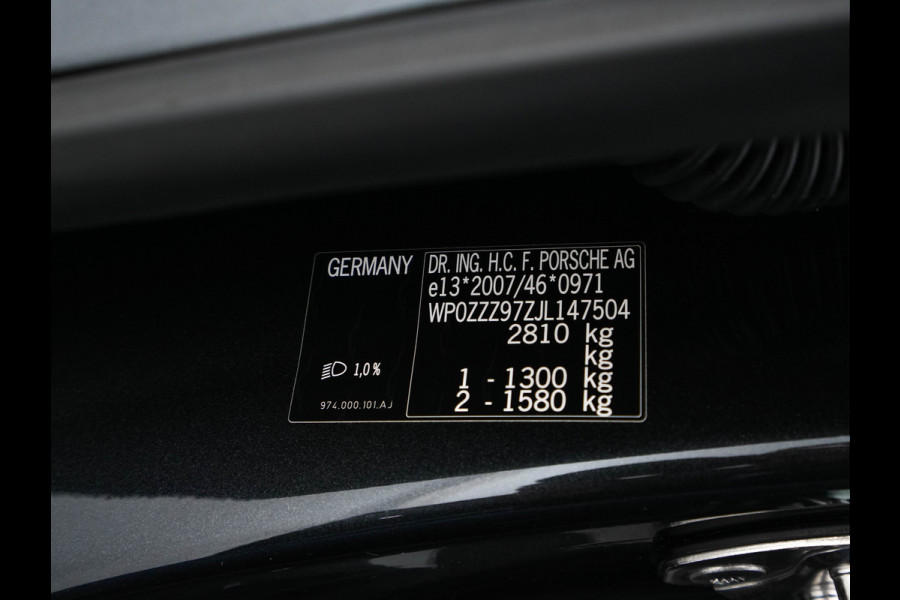 GERMANY
DR. ING. H.C. F. PORSCHE AG
e13*2007/46*0971
WP0ZZZ97ZJL147504
2810 kg
kg
1 - 1300 kg
2 - 1580 kg
1,0%
974.000.101.AJ